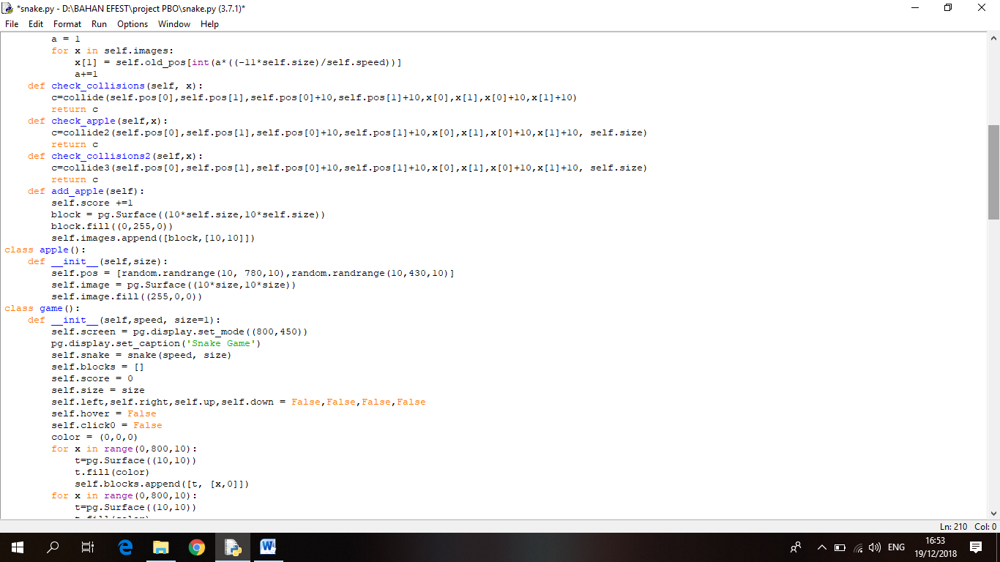 *snake.py - D:\BAHAN EFEST\project PBO\snake.py (3.7.1)*
File Edit Format Run Options Window Help
        a = 1
        for x in self.images:
            x[1] = self.old_pos[int(a*((-11*self.size)/self.speed))]
            a+=1
    def check_collisions(self, x):
        c=collide(self.pos[0],self.pos[1],self.pos[0]+10,self.pos[1]+10,x[0],x[1],x[0]+10,x[1]+10)
        return c
    def check_apple(self,x):
        c=collide2(self.pos[0],self.pos[1],self.pos[0]+10,self.pos[1]+10,x[0],x[1],x[0]+10,x[1]+10, self.size)
        return c
    def check_collisions2(self,x):
        c=collide3(self.pos[0],self.pos[1],self.pos[0]+10,self.pos[1]+10,x[0],x[1],x[0]+10,x[1]+10, self.size)
        return c
    def add_apple(self):
        self.score +=1
        block = pg.Surface((10*self.size,10*self.size))
        block.fill((0,255,0))
        self.images.append([block,[10,10]])
class apple():
    def __init__(self,size):
        self.pos = [random.randrange(10, 780,10),random.randrange(10,430,10)]
        self.image = pg.Surface((10*size,10*size))
        self.image.fill((255,0,0))
class game():
    def __init__(self,speed, size=1):
        self.screen = pg.display.set_mode((800,450))
        pg.display.set_caption('Snake Game')
        self.snake = snake(speed, size)
        self.blocks = []
        self.score = 0
        self.size = size
        self.left,self.right,self.up,self.down = False,False,False,False
        self.hover = False
        self.click0 = False
        color = (0,0,0)
        for x in range(0,800,10):
            t=pg.Surface((10,10))
            t.fill(color)
            self.blocks.append([t, [x,0]])
        for x in range(0,800,10):
            t=pg.Surface((10,10))
Ln: 210 Col: 0
ENG
16:53
19/12/2018